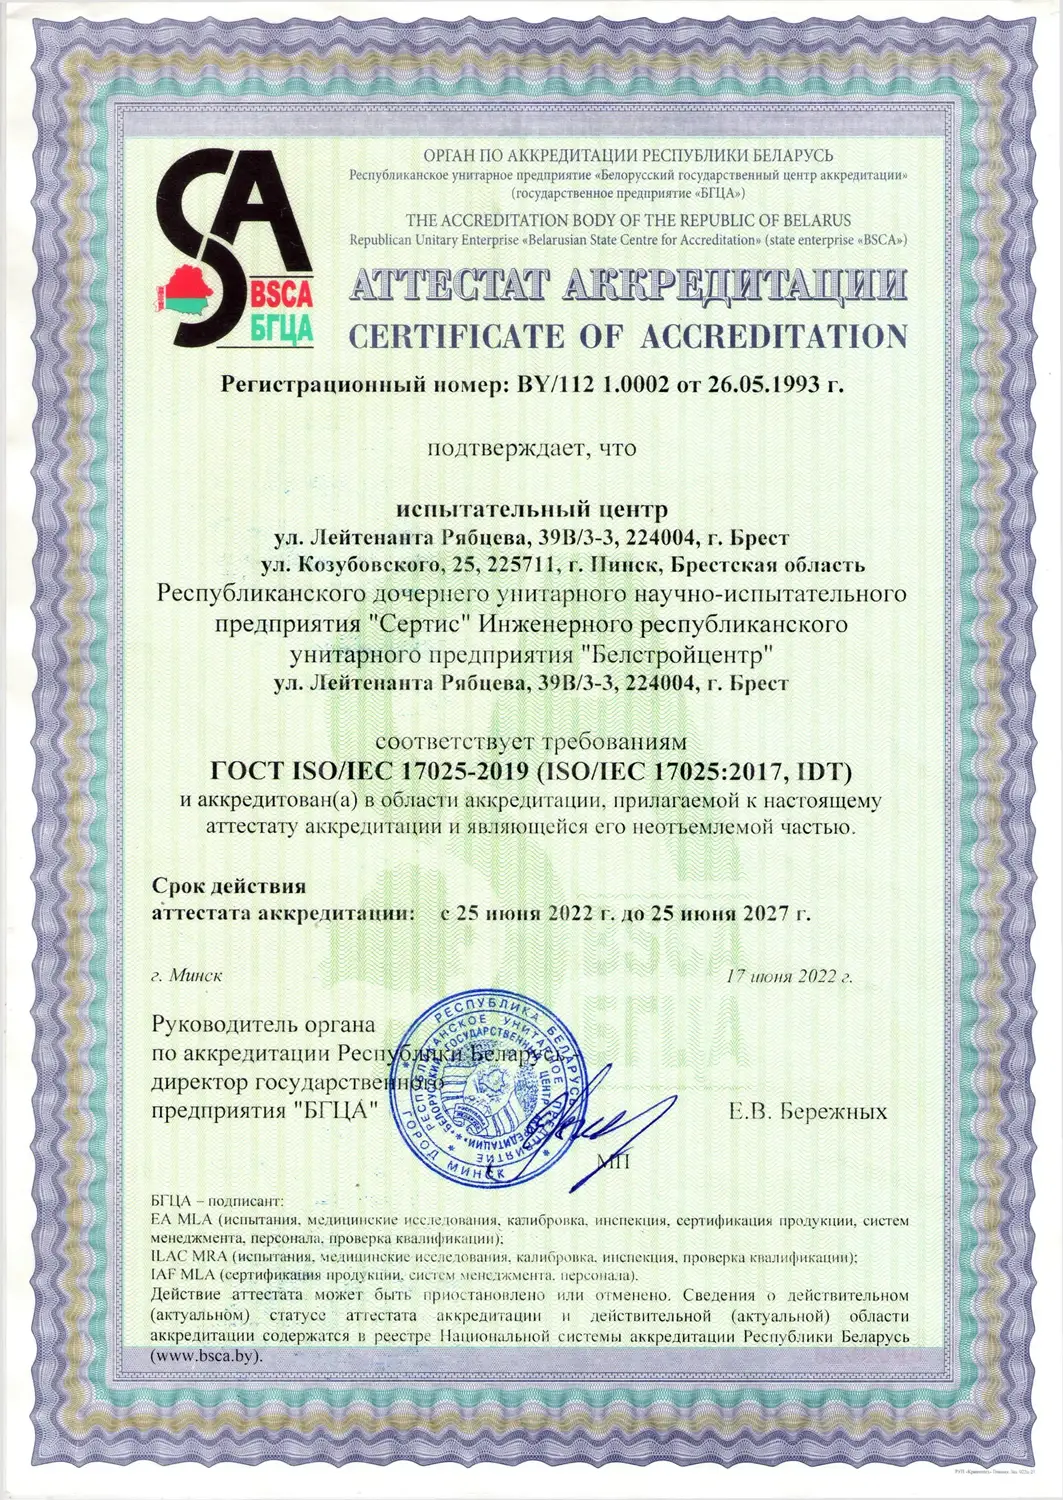 ОРГАН ПО АККРЕДИТАЦИИ РЕСПУБЛИКИ БЕЛАРУСЬ
Республиканское унитарное предприятие «Белорусский государственный центр аккредитации»
(государственное предприятие «БГЦА»)
THE ACCREDITATION BODY OF THE REPUBLIC OF BELARUS
Republican Unitary Enterprise «Belarusian State Centre for Accreditation» (state enterprise «BSCA»)
BSCA
БГЦА
АТТЕСТАТ АККРЕДИТАЦИИ
CERTIFICATE OF ACCREDITATION
Регистрационный номер: BY/112 1.0002 от 26.05.1993 г.
подтверждает, что
испытательный центр
ул. Лейтенанта Рябцева, 39В/3-3, 224004, г. Брест
ул. Козубовского, 25, 225711, г. Пинск, Брестская область
Республиканского дочернего унитарного научно-испытательного
предприятия "Сертис" Инженерного республиканского
унитарного предприятия "Белстройцентр"
ул. Лейтенанта Рябцева, 39В/3-3, 224004, г. Брест
соответствует требованиям
ГОСТ ISO/IEC 17025-2019 (ISO/IEC 17025:2017, IDT)
и аккредитован(а) в области аккредитации, прилагаемой к настоящему
аттестату аккредитации и являющейся его неотъемлемой частью.
Срок действия
аттестата аккредитации: с 25 июня 2022 г. до 25 июня 2027 г.
г. Минск 17 июня 2022 г.
Руководитель органа
по аккредитации Республики Беларусь -
директор государственного
предприятия "БГЦА" Е.В. Бережных
МП
РЕСПУБЛИКА БЕЛАРУСЬ * ГОРОД МИНСК *
РЕСПУБЛИКАНСКОЕ УНИТАРНОЕ ПРЕДПРИЯТИЕ
«БЕЛОРУССКИЙ ГОСУДАРСТВЕННЫЙ ЦЕНТР АККРЕДИТАЦИИ»
БГЦА – подписант:
EA MLA (испытания, медицинские исследования, калибровка, инспекция, сертификация продукции, систем
менеджмента, персонала, проверка квалификации);
ILAC MRA (испытания, медицинские исследования, калибровка, инспекция, проверка квалификации);
IAF MLA (сертификация продукции, систем менеджмента, персонала).
Действие аттестата может быть приостановлено или отменено. Сведения о действительном
(актуальном) статусе аттестата аккредитации и действительной (актуальной) области
аккредитации содержатся в реестре Национальной системы аккредитации Республики Беларусь
(www.bsca.by).